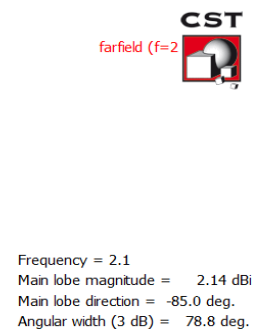 CST
farfield (f=2
Frequency = 2.1
Main lobe magnitude = 2.14 dBi
Main lobe direction = -85.0 deg.
Angular width (3 dB) = 78.8 deg.